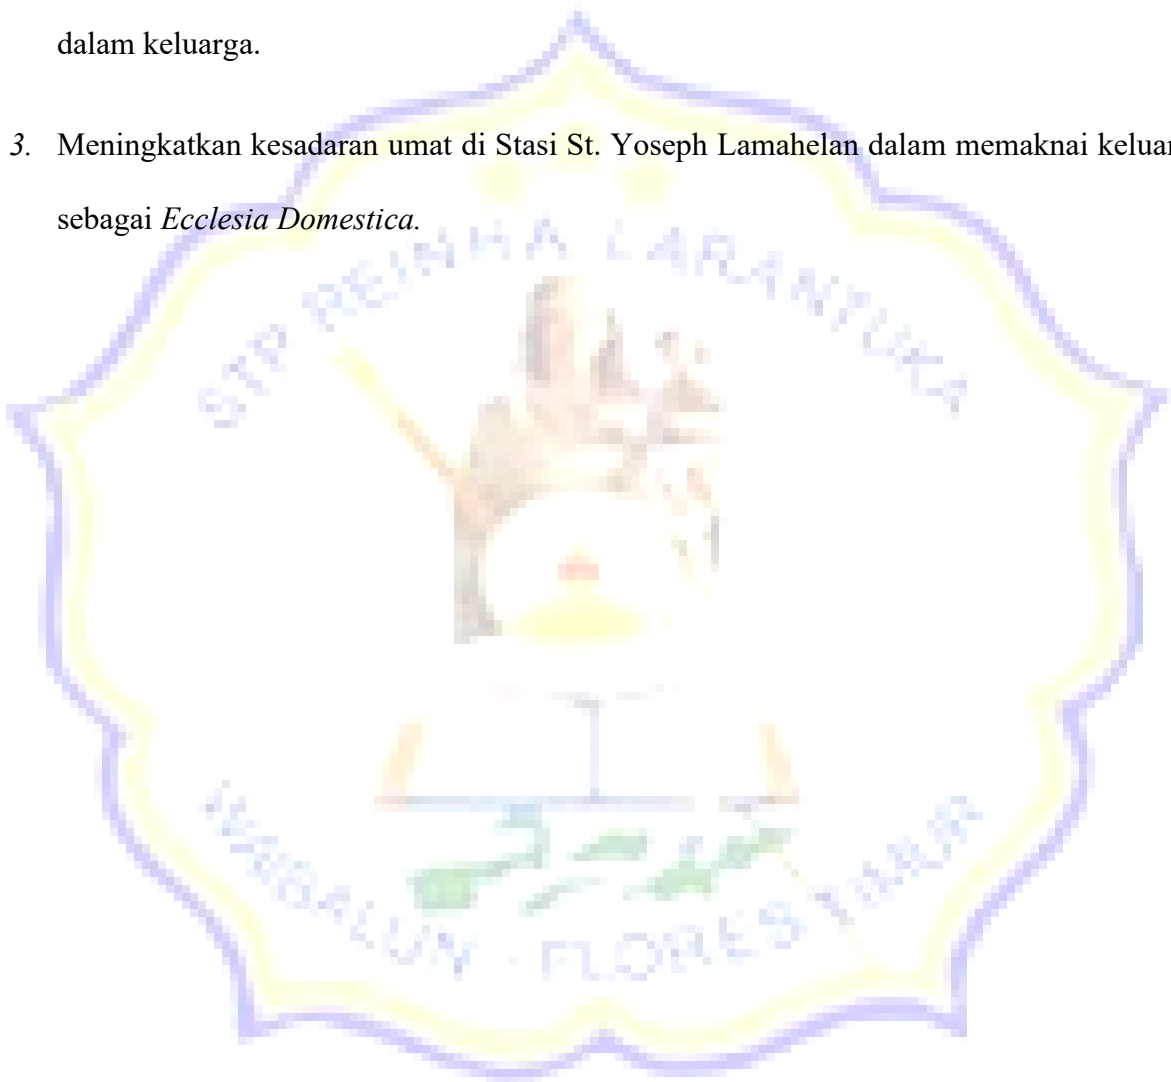 dalam keluarga.
3. Meningkatkan kesadaran umat di Stasi St. Yoseph Lamahelan dalam memaknai keluar
sebagai Ecclesia Domestica.
STP REINHA LARANTUKA
WAIBALUN - FLORES TIMUR